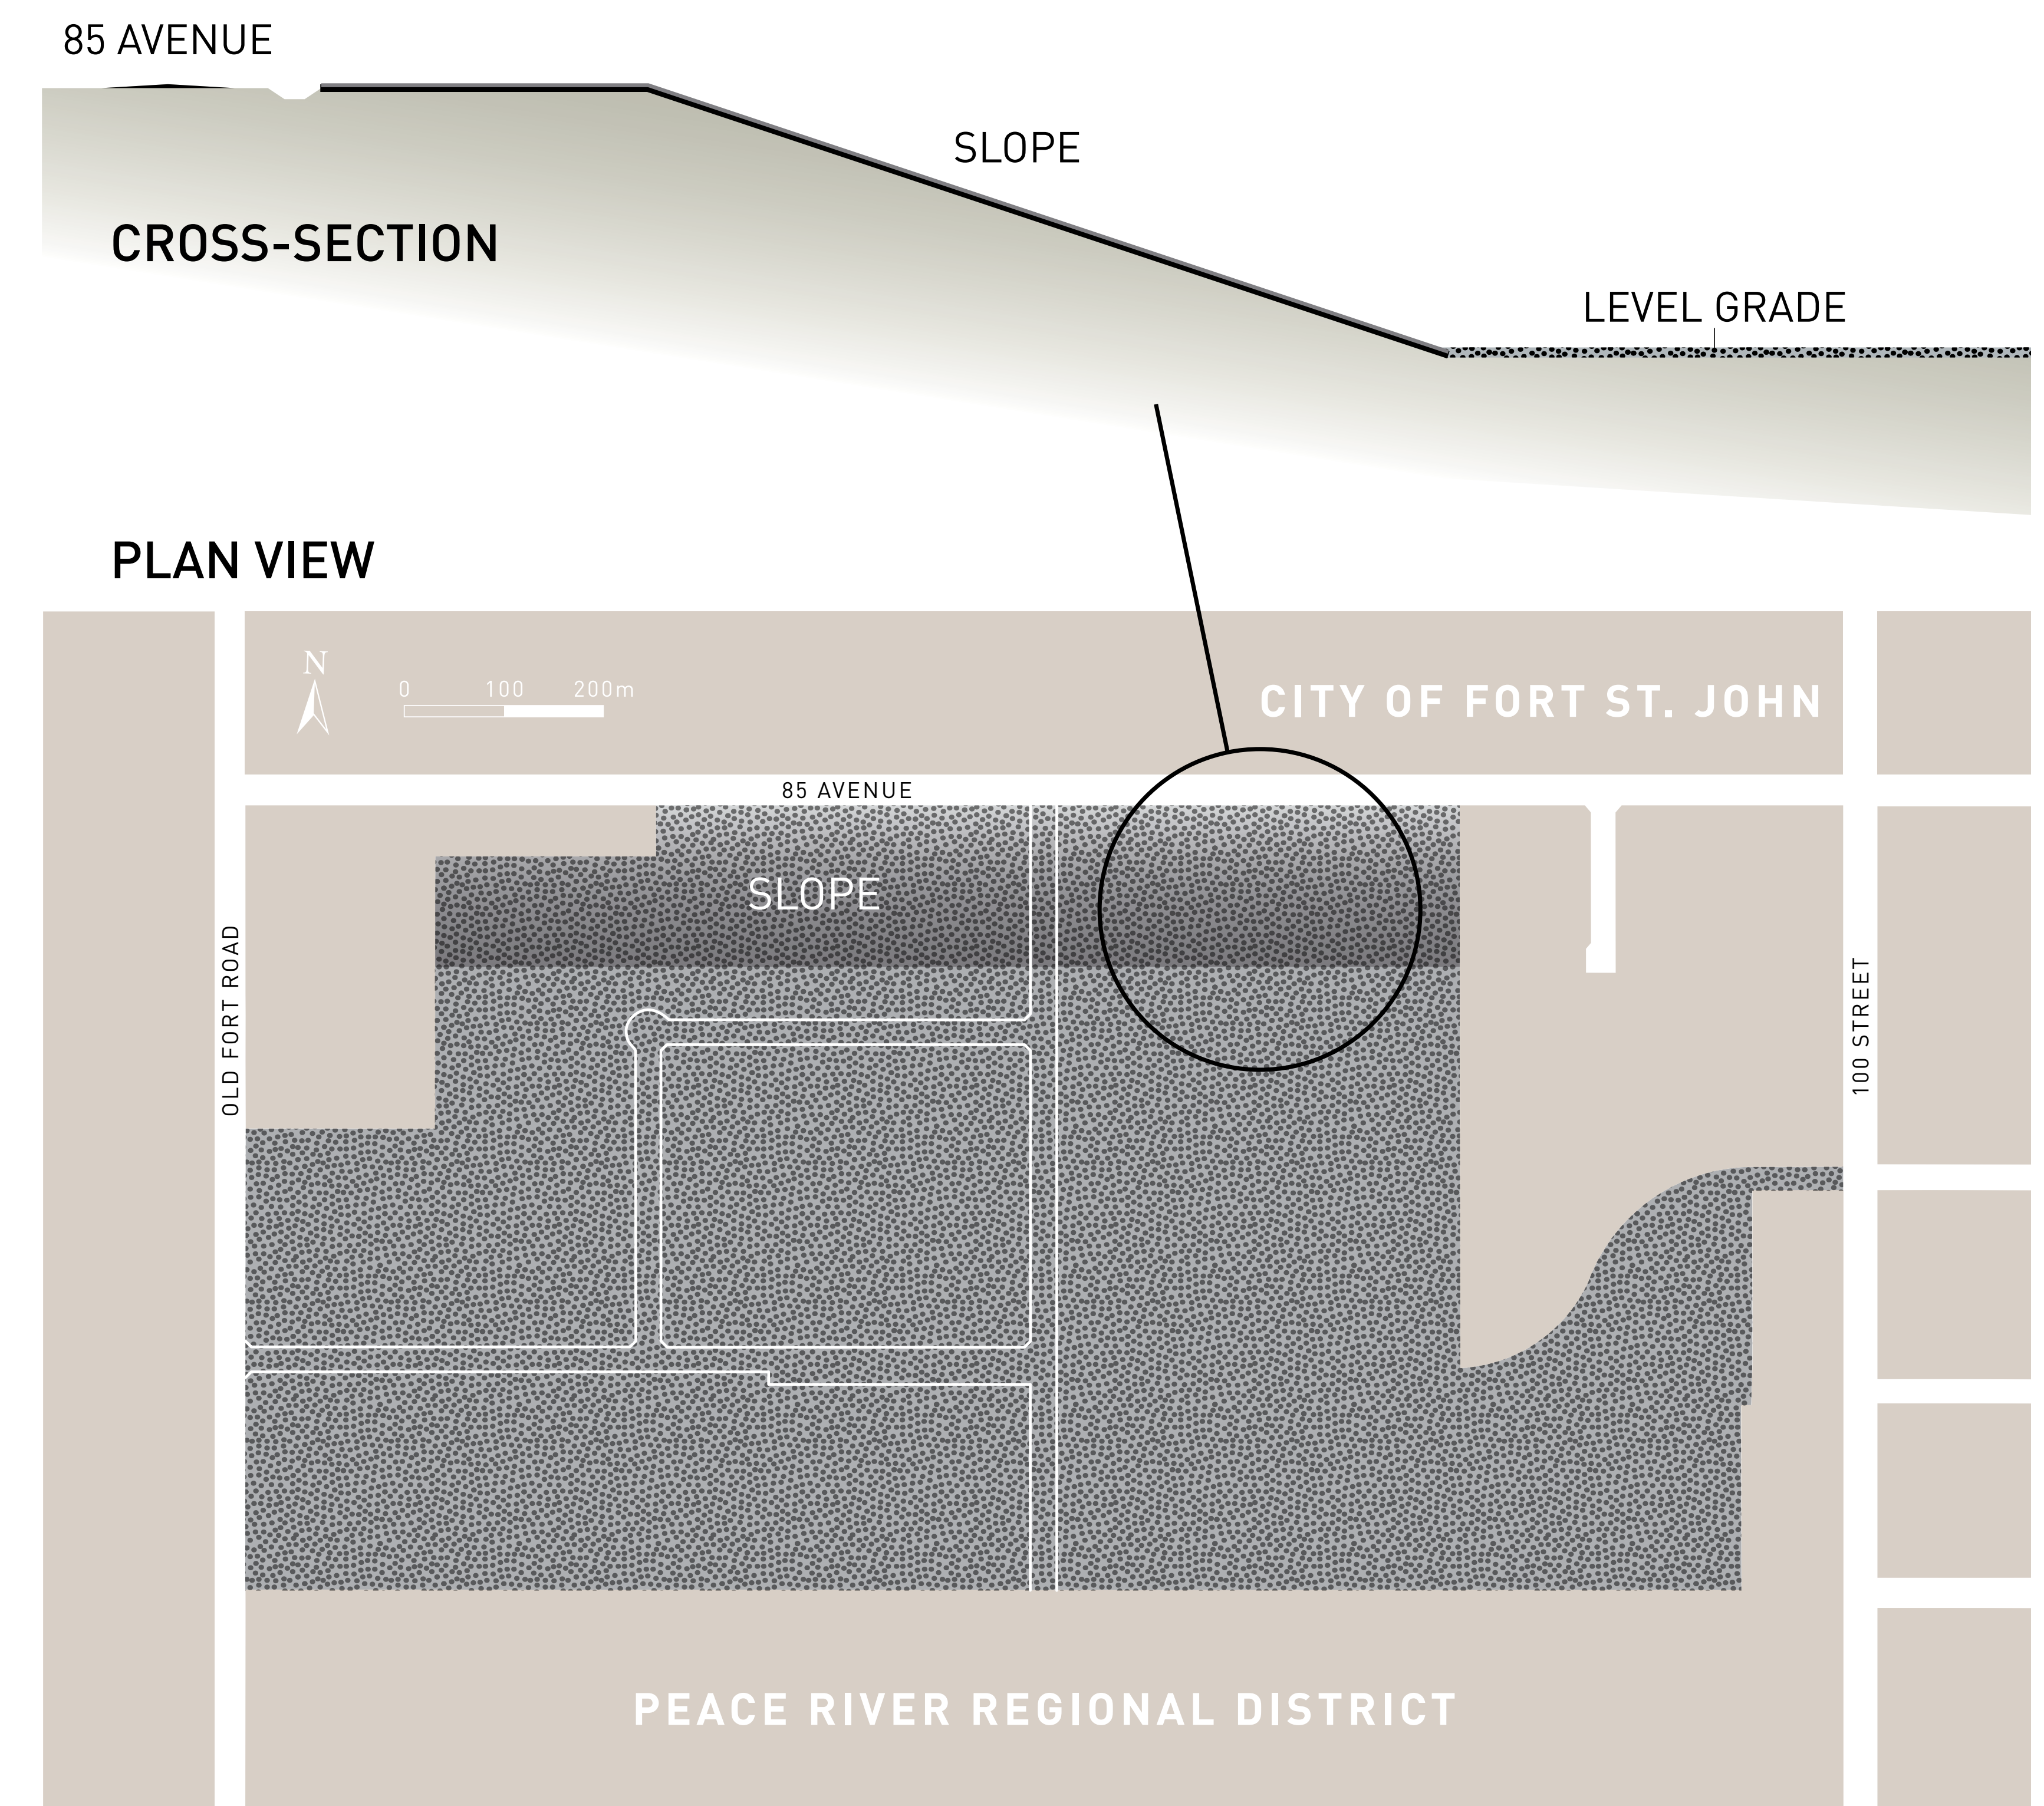 85 AVENUE
SLOPE
CROSS-SECTION
LEVEL GRADE
PLAN VIEW
N
0 100 200m
CITY OF FORT ST. JOHN
85 AVENUE
SLOPE
OLD FORT ROAD
100 STREET
PEACE RIVER REGIONAL DISTRICT